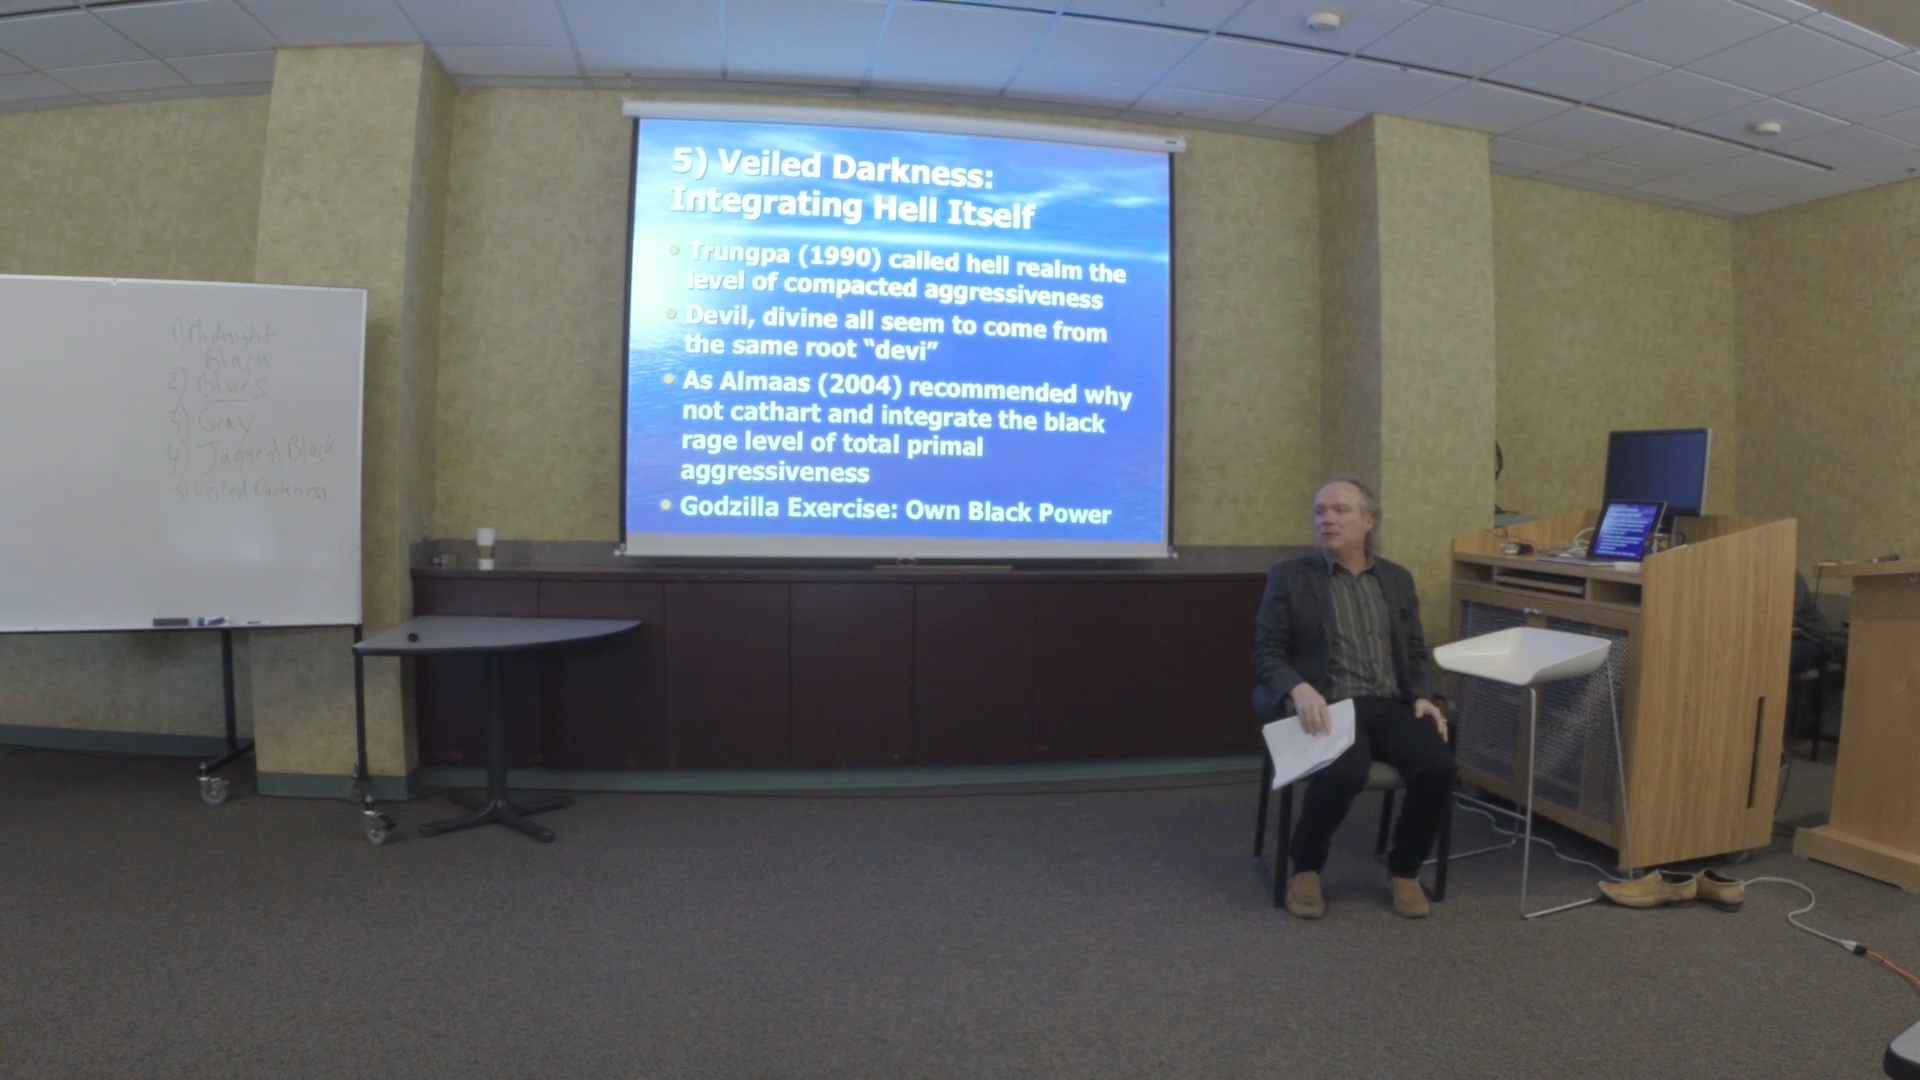 1) Midnight
Black
2) Blues
3) Gray
4) Jagged Black
5) Veiled Darkness
5) Veiled Darkness:
Integrating Hell Itself
• Trungpa (1990) called hell realm the
level of compacted aggressiveness
• Devil, divine all seem to come from
the same root “devi”
• As Almaas (2004) recommended why
not cathart and integrate the black
rage level of total primal
aggressiveness
• Godzilla Exercise: Own Black Power